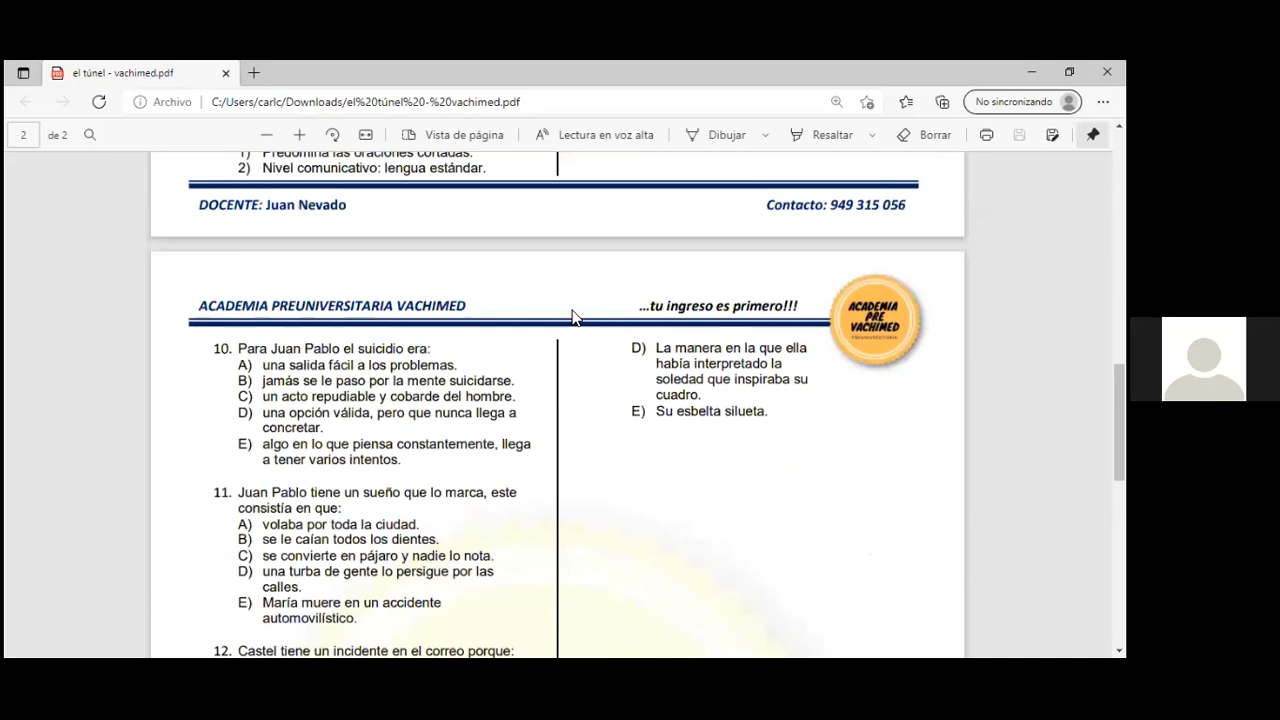 el túnel - vachimed.pdf
Archivo
C:/Users/carlc/Downloads/el%20túnel%20-%20vachimed.pdf
No sincronizando
2
de 2
Vista de página
Lectura en voz alta
Dibujar
Resaltar
Borrar
1) Predomina las oraciones cortadas.
2) Nivel comunicativo: lengua estándar.
DOCENTE: Juan Nevado
Contacto: 949 315 056
ACADEMIA PREUNIVERSITARIA VACHIMED
...tu ingreso es primero!!!
ACADEMIA
PRE
VACHIMED
PREUNIVERSITARIA
10. Para Juan Pablo el suicidio era:
A) una salida fácil a los problemas.
B) jamás se le paso por la mente suicidarse.
C) un acto repudiable y cobarde del hombre.
D) una opción válida, pero que nunca llega a
concretar.
E) algo en lo que piensa constantemente, llega
a tener varios intentos.
11. Juan Pablo tiene un sueño que lo marca, este
consistía en que:
A) volaba por toda la ciudad.
B) se le caían todos los dientes.
C) se convierte en pájaro y nadie lo nota.
D) una turba de gente lo persigue por las
calles.
E) María muere en un accidente
automovilístico.
12. Castel tiene un incidente en el correo porque:
D) La manera en la que ella
había interpretado la
soledad que inspiraba su
cuadro.
E) Su esbelta silueta.